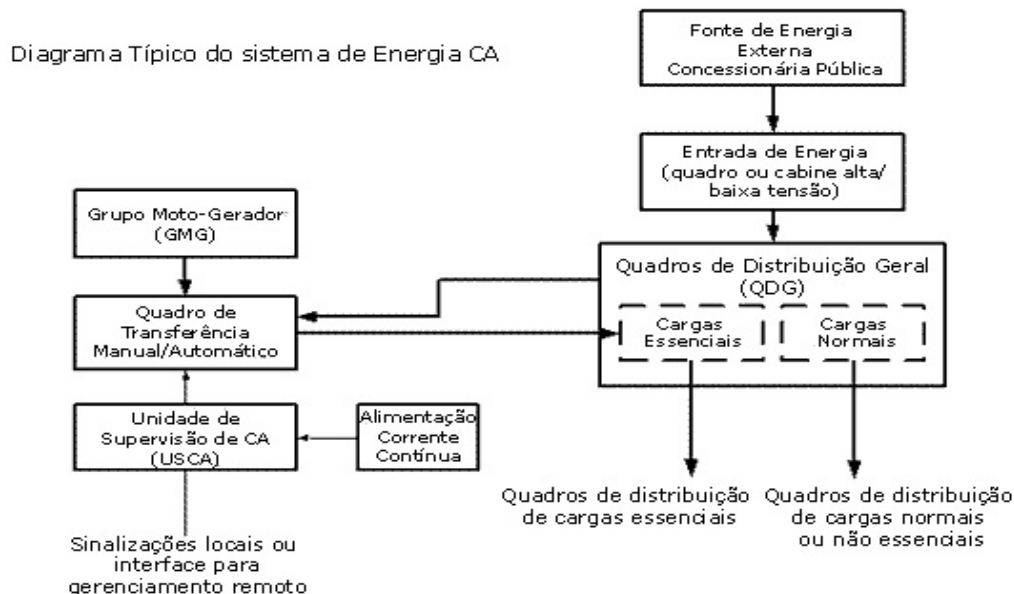 Diagrama Típico do sistema de Energia CA
Fonte de Energia
Externa
Concessionária Pública
Entrada de Energia
(quadro ou cabine alta/
baixa tensão)
Grupo Moto-Gerador
(GMG)
Quadros de Distribuição Geral
(QDG)
Quadro de
Transferência
Manual/Automático
Cargas
Essenciais
Cargas
Normais
Unidade de
Supervisão de CA
(USCA)
Alimentação
Corrente
Contínua
Quadros de distribuição
de cargas essenciais
Quadros de distribuição
de cargas normais
ou não essenciais
Sinalizações locais ou
interface para
gerenciamento remoto